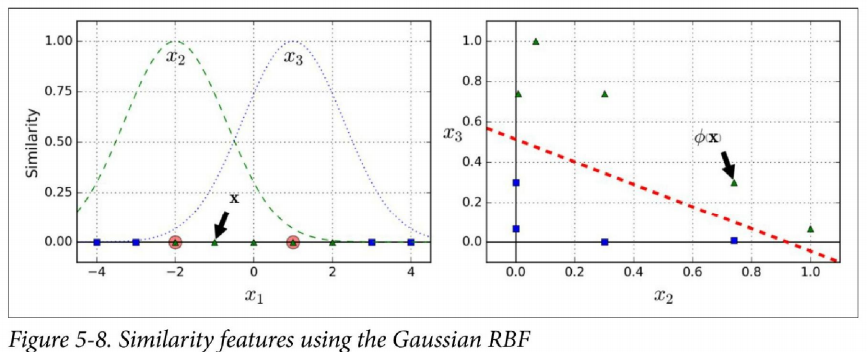 1.00
0.75
0.50
0.25
0.00
Similarity
x₂
x₃
x
−4
−2
0
2
4
x₁
1.0
0.8
0.6
0.4
0.2
0.0
x₃
ϕ(x)
0.0
0.2
0.4
0.6
0.8
1.0
x₂
Figure 5-8. Similarity features using the Gaussian RBF